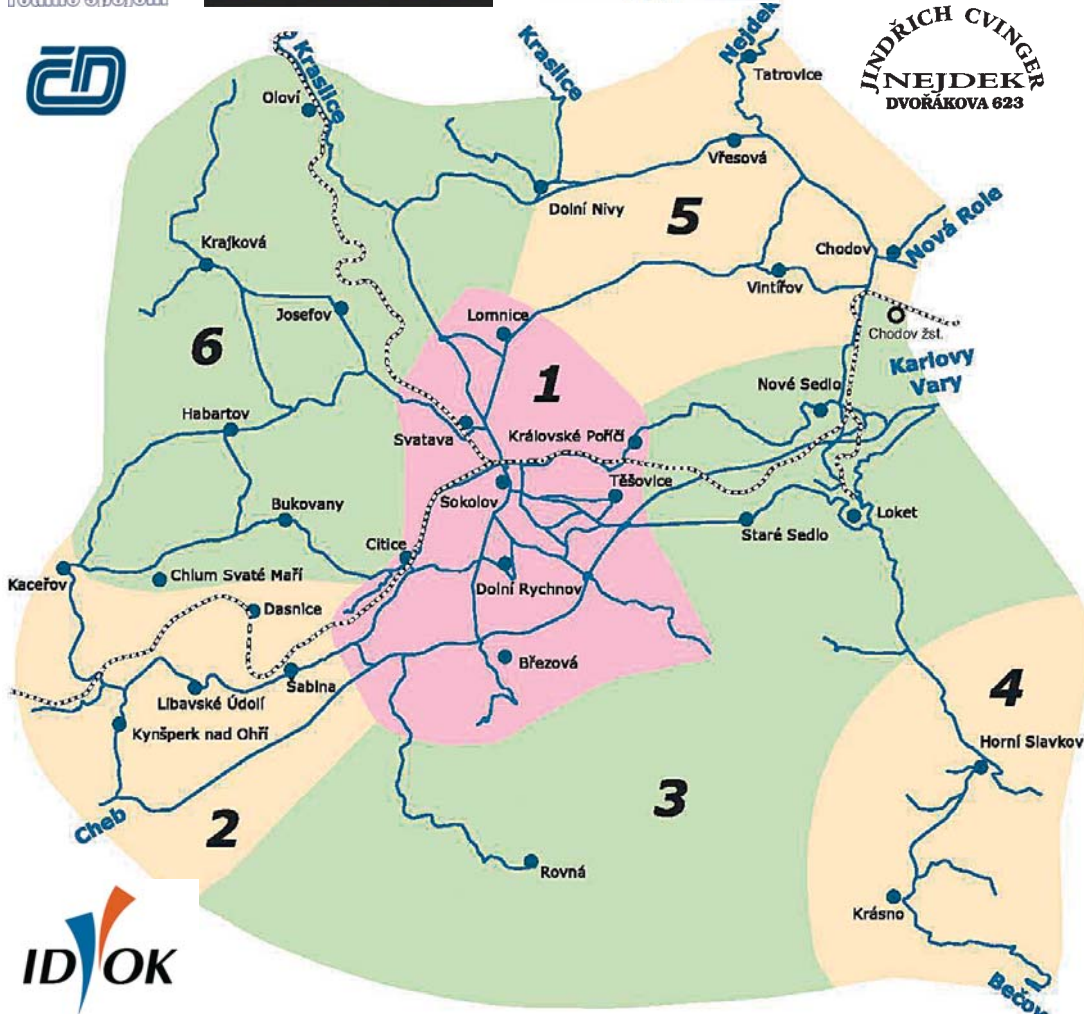 JINDŘICH CVINGER
NEJDEK
DVOŘÁKOVA 623
ČD
Kraslice
Kraslice
Nejdek
Tatrovice
Oloví
Vřesová
Dolní Nivy
5
Nová Role
Chodov
Krajková
Vintířov
Josefov
Lomnice
Chodov žst.
6
1
Karlovy
Vary
Nové Sedlo
Habartov
Svatava
Královské Poříčí
Sokolov
Těšovice
Bukovany
Loket
Staré Sedlo
Citice
Kaceřov
Chlum Svaté Maří
Dolní Rychnov
Dasnice
Březová
Šabina
Libavské Údolí
4
Kynšperk nad Ohří
Horní Slavkov
3
Cheb
2
Rovná
Krásno
IDOK
Bečov